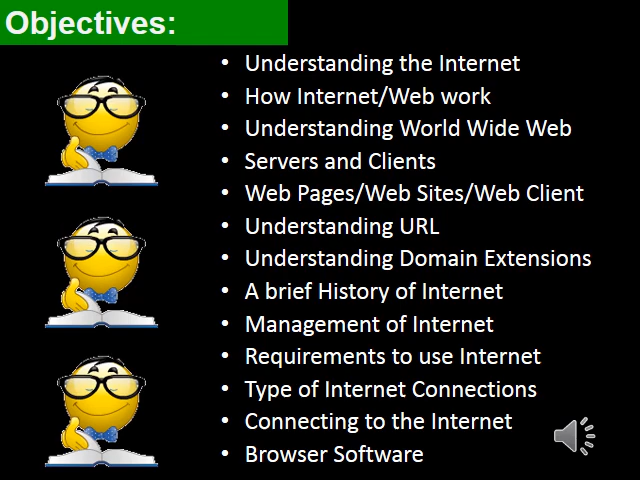 Objectives:
• Understanding the Internet
• How Internet/Web work
• Understanding World Wide Web
• Servers and Clients
• Web Pages/Web Sites/Web Client
• Understanding URL
• Understanding Domain Extensions
• A brief History of Internet
• Management of Internet
• Requirements to use Internet
• Type of Internet Connections
• Connecting to the Internet
• Browser Software